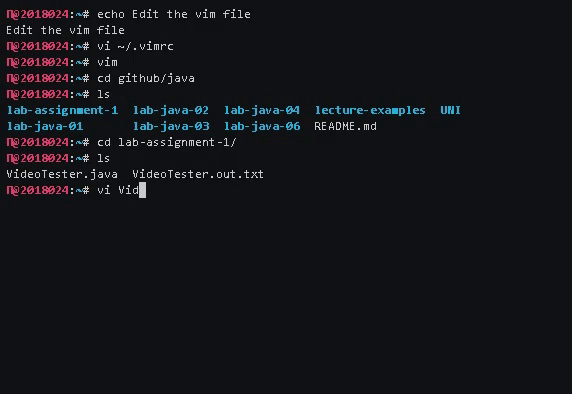 Π@2018024:~# echo Edit the vim file
Edit the vim file
Π@2018024:~# vi ~/.vimrc
Π@2018024:~# vim
Π@2018024:~# cd github/java
Π@2018024:~# ls
lab-assignment-1 lab-java-02 lab-java-04 lecture-examples UNI
lab-java-01 lab-java-03 lab-java-06 README.md
Π@2018024:~# cd lab-assignment-1/
Π@2018024:~# ls
VideoTester.java VideoTester.out.txt
Π@2018024:~# vi Vid